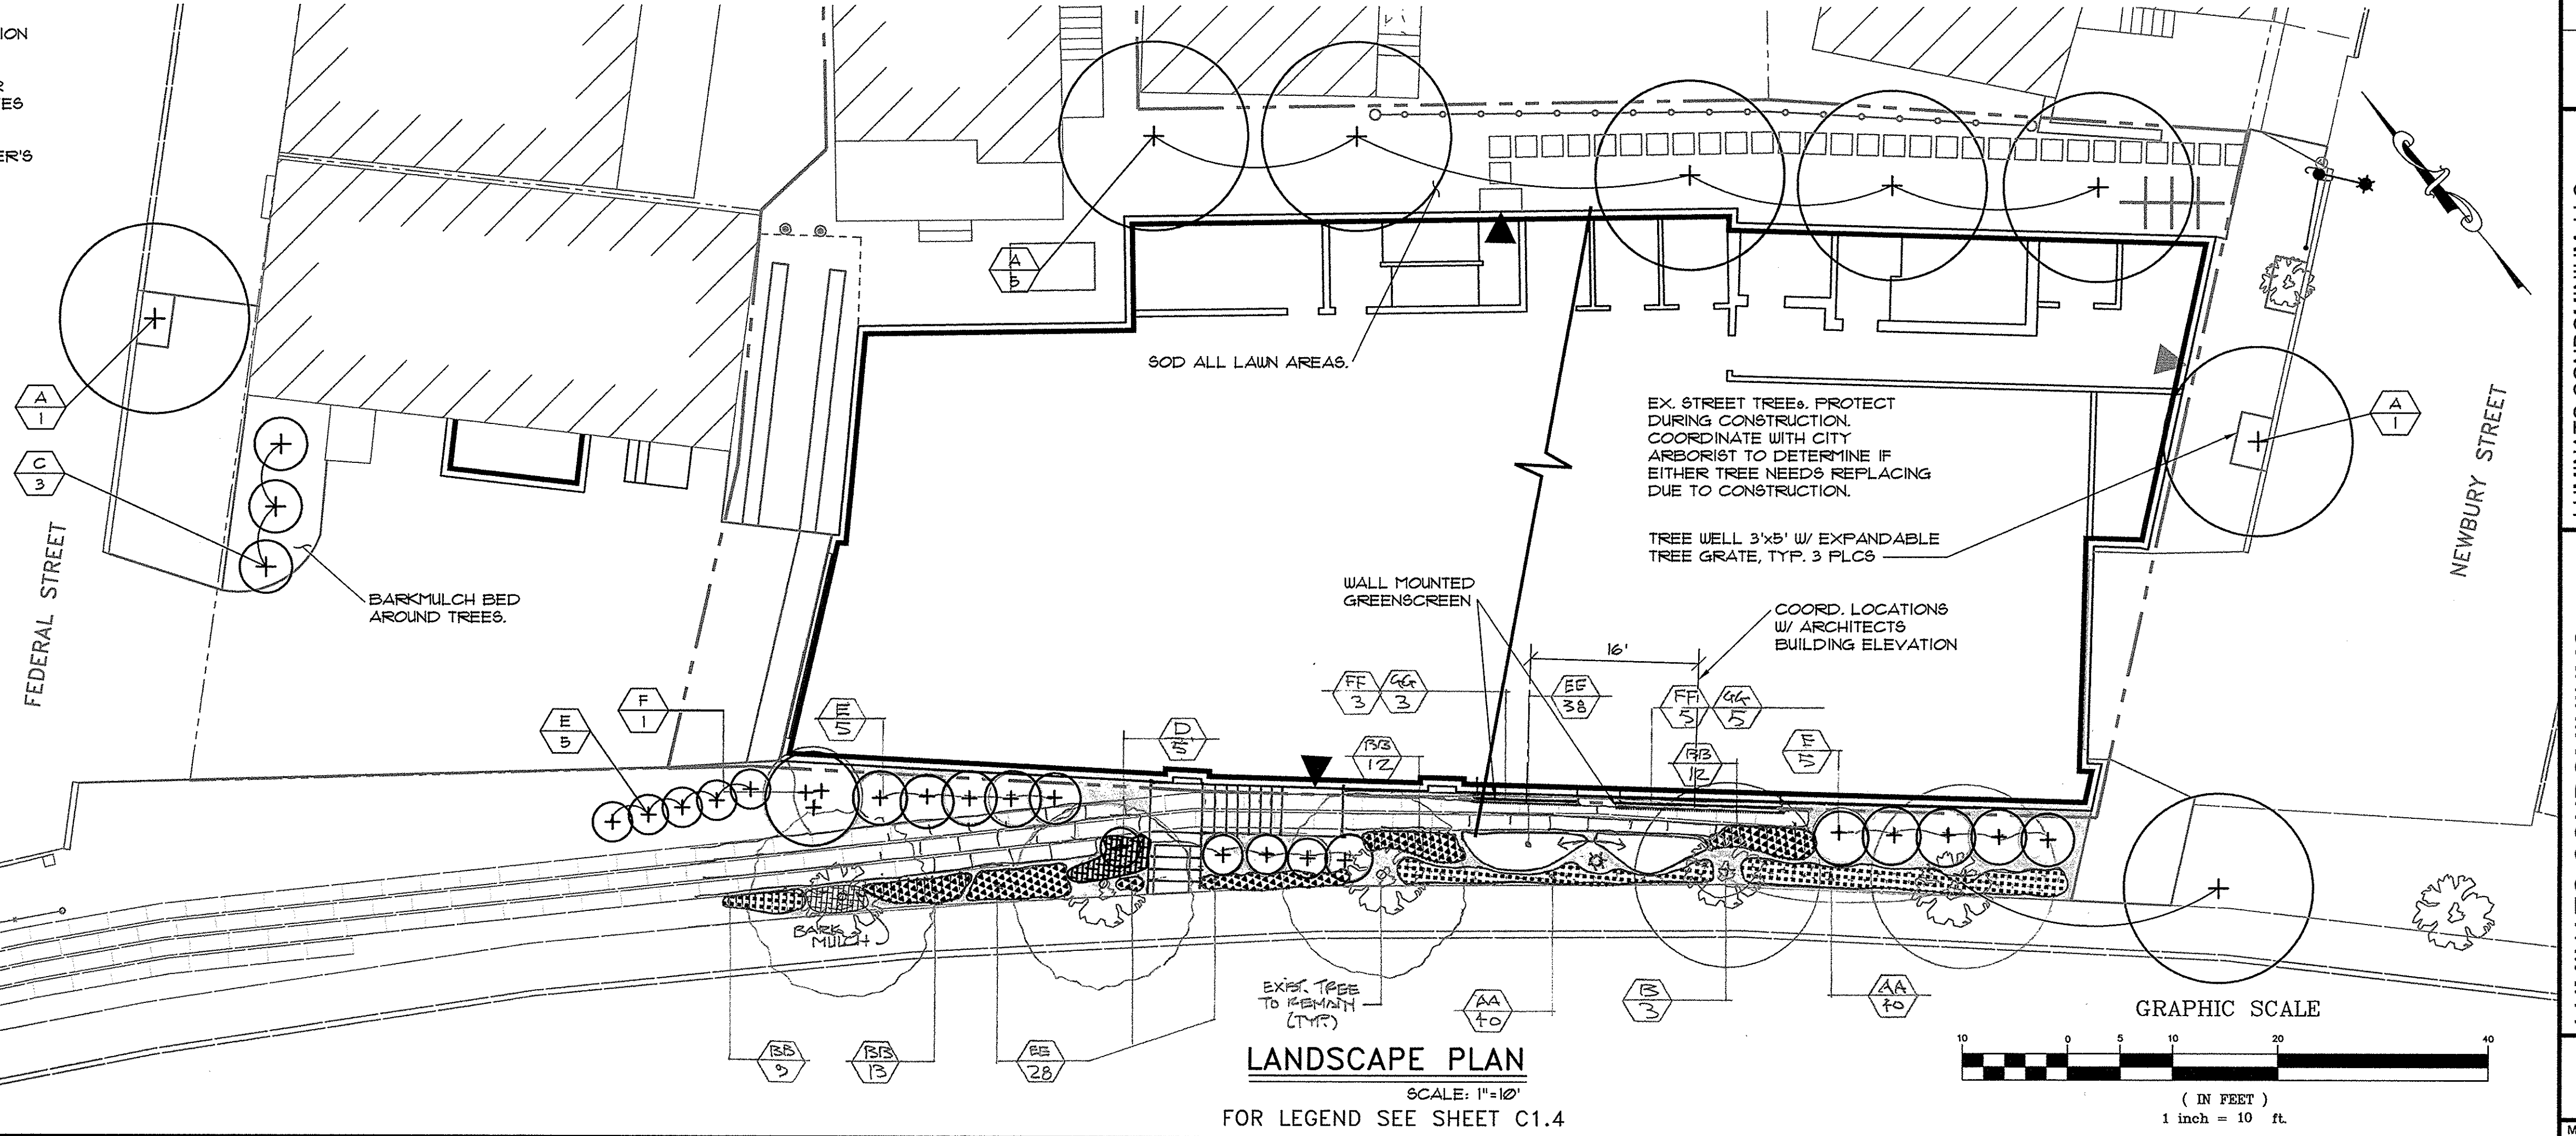 ION
R
ES
ER'S
A
5
A
1
C
3
FEDERAL STREET
BARKMULCH BED
AROUND TREES.
SOD ALL LAWN AREAS.
EX. STREET TREEs. PROTECT
DURING CONSTRUCTION.
COORDINATE WITH CITY
ARBORIST TO DETERMINE IF
EITHER TREE NEEDS REPLACING
DUE TO CONSTRUCTION.
TREE WELL 3'x5' W/ EXPANDABLE
TREE GRATE, TYP. 3 PLCS
A
1
NEWBURY STREET
WALL MOUNTED
GREENSCREEN
COORD. LOCATIONS
W/ ARCHITECTS
BUILDING ELEVATION
16'
E
5
F
1
E
5
D
5
FF
3
GG
3
BB
12
EE
38
FF
5
GG
5
BB
12
E
5
BARK
MULCH
EXIST. TREE
TO REMAIN
(TYP.)
AA
40
B
3
AA
40
BB
9
BB
13
EE
28
LANDSCAPE PLAN
SCALE: 1"=10'
FOR LEGEND SEE SHEET C1.4
GRAPHIC SCALE
10 0 5 10 20 40
( IN FEET )
1 inch = 10 ft.